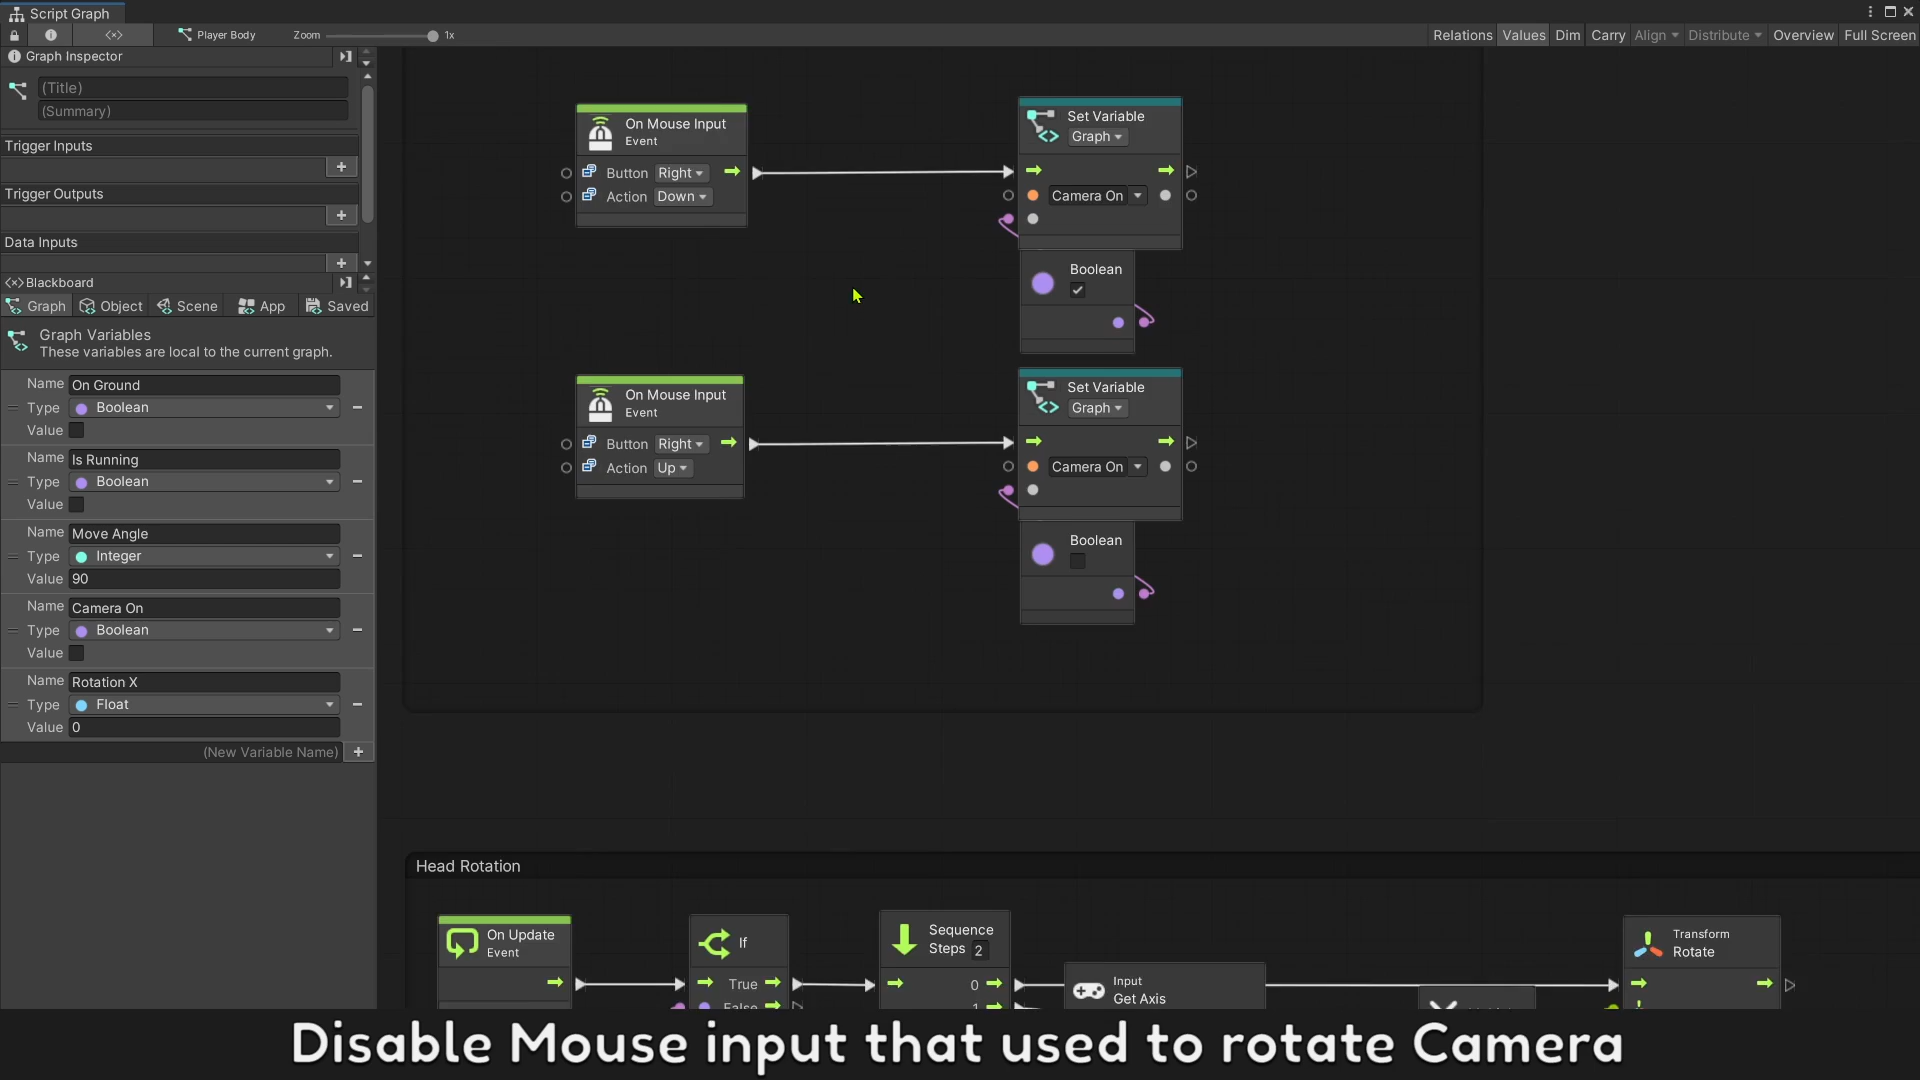 Script Graph
Player Body
Zoom 1x
Relations Values Dim Carry Align Distribute Overview Full Screen
Graph Inspector
(Title)
(Summary)
Trigger Inputs
Trigger Outputs
Data Inputs
Blackboard
Graph Object Scene App Saved
Graph Variables
These variables are local to the current graph.
Name On Ground
Type Boolean
Value
Name Is Running
Type Boolean
Value
Name Move Angle
Type Integer
Value 90
Name Camera On
Type Boolean
Value
Name Rotation X
Type Float
Value 0
(New Variable Name)
On Mouse Input
Event
Button Right
Action Down
Set Variable
Graph
Camera On
Boolean
On Mouse Input
Event
Button Right
Action Up
Set Variable
Graph
Camera On
Boolean
Head Rotation
On Update
Event
If
True
False
Sequence
Steps 2
0
1
Input
Get Axis
Transform
Rotate
Disable Mouse input that used to rotate Camera